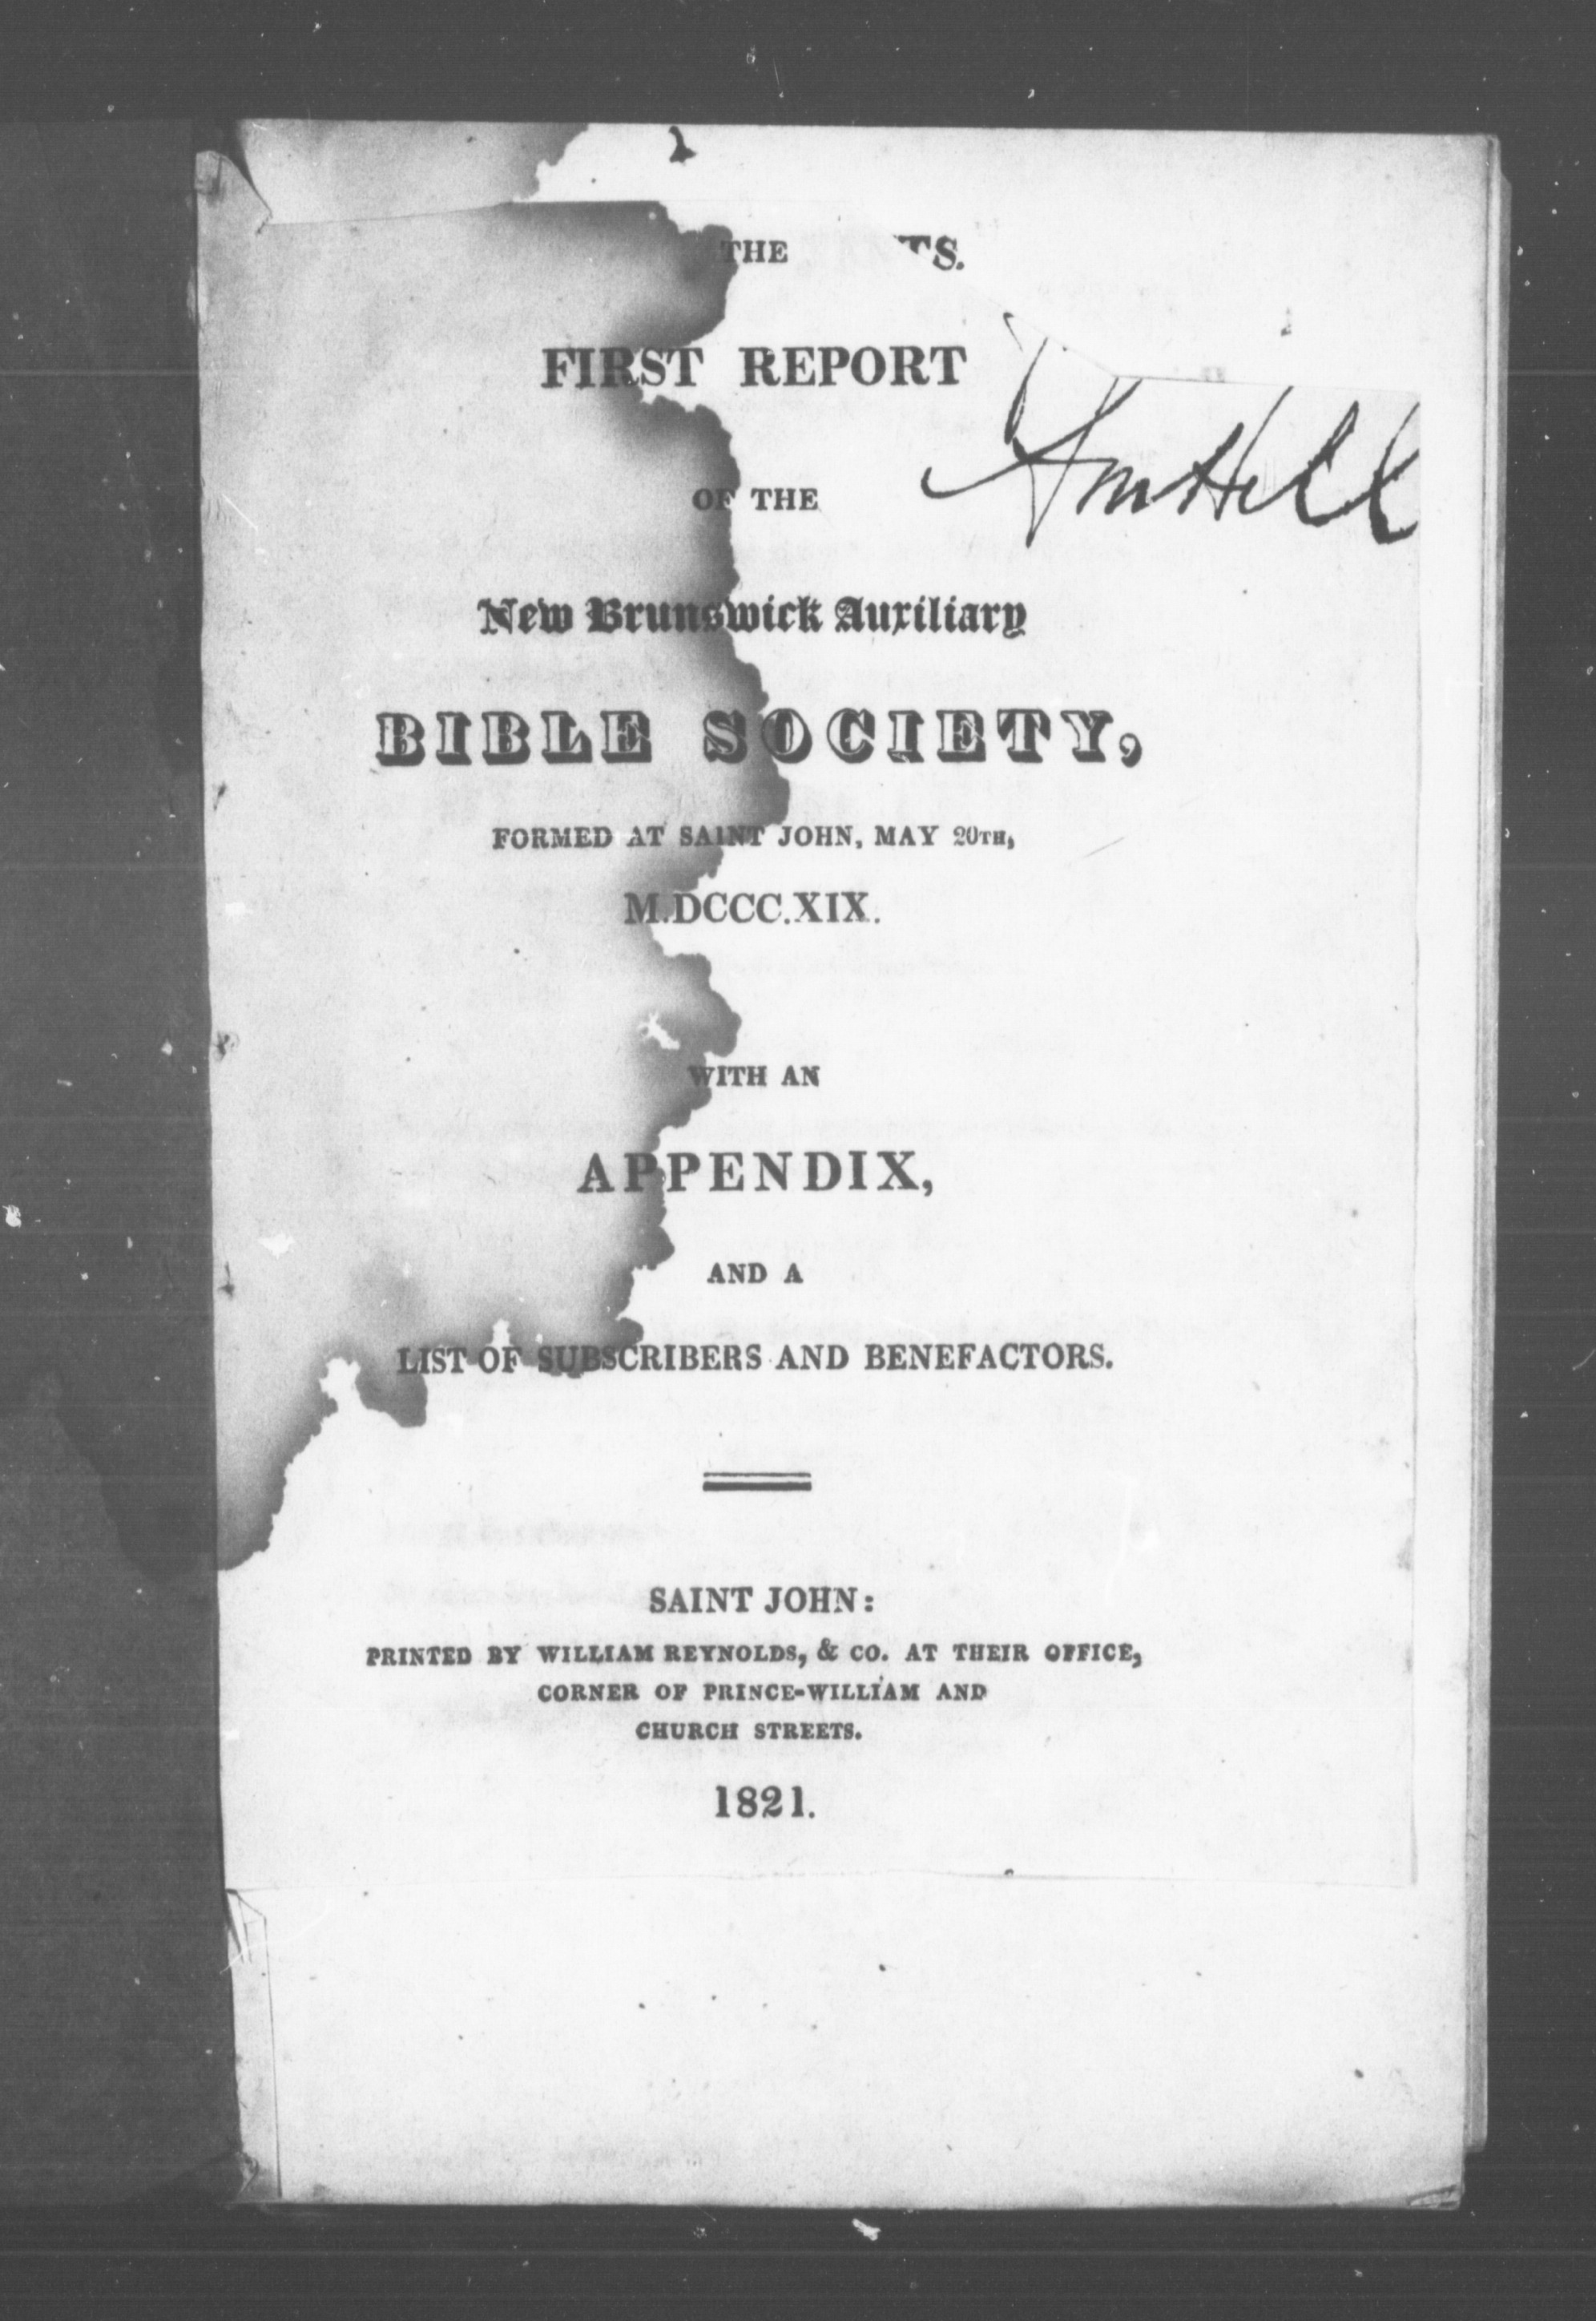 THE
TS.
FIRST REPORT
OF THE
New Brunswick Auxiliary
BIBLE SOCIETY,
FORMED AT SAINT JOHN, MAY 20TH,
M.DCCC.XIX.
WITH AN
APPENDIX,
AND A
LIST OF SUBSCRIBERS AND BENEFACTORS.
SAINT JOHN:
PRINTED BY WILLIAM REYNOLDS, & CO. AT THEIR OFFICE,
CORNER OF PRINCE-WILLIAM AND
CHURCH STREETS.
1821.